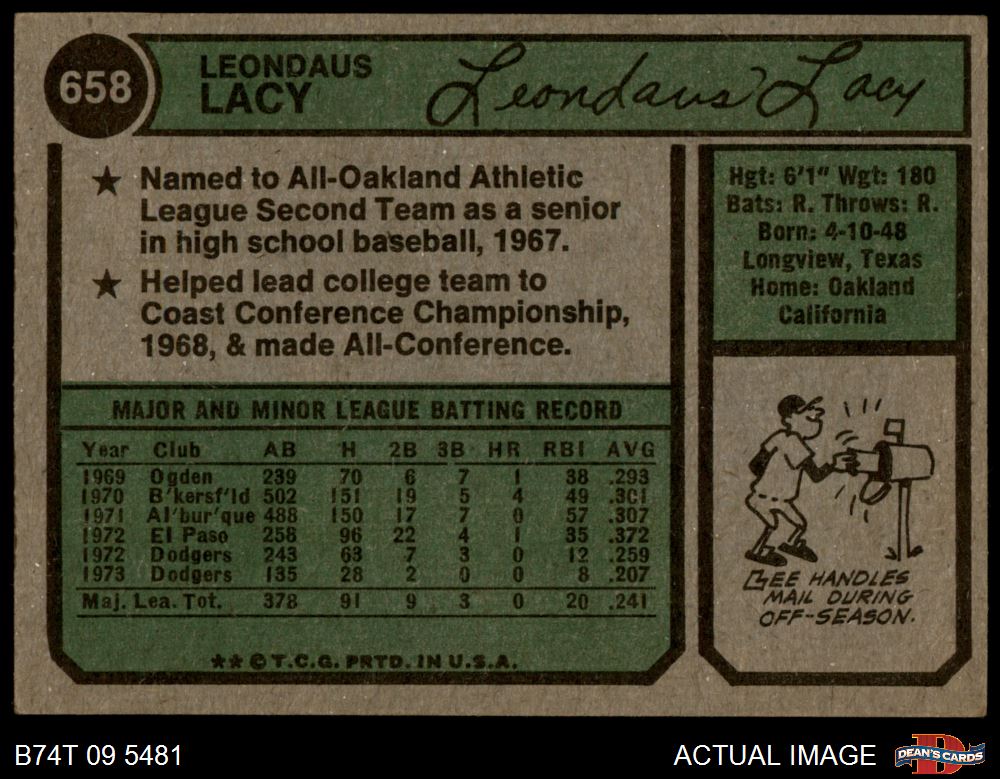 658
LEONDAUS
LACY
Leondaus Lacy
★ Named to All-Oakland Athletic
League Second Team as a senior
in high school baseball, 1967.
★ Helped lead college team to
Coast Conference Championship,
1968, & made All-Conference.
Hgt: 6'1" Wgt: 180
Bats: R. Throws: R.
Born: 4-10-48
Longview, Texas
Home: Oakland
California
MAJOR AND MINOR LEAGUE BATTING RECORD
Year Club AB H 2B 3B HR RBI AVG
1969 Ogden 239 70 6 7 1 38 .293
1970 B'kersf'ld 502 151 19 5 4 49 .301
1971 Al'bur'que 488 150 17 7 0 57 .307
1972 El Paso 258 96 22 4 1 35 .372
1972 Dodgers 243 63 7 3 0 12 .259
1973 Dodgers 135 28 2 0 0 8 .207
Maj. Lea. Tot. 378 91 9 3 0 20 .241
★★ © T.C.G. PRTD. IN U.S.A.
LEE HANDLES
MAIL DURING
OFF-SEASON.
B74T 09 5481
ACTUAL IMAGE
DEAN'S CARDS